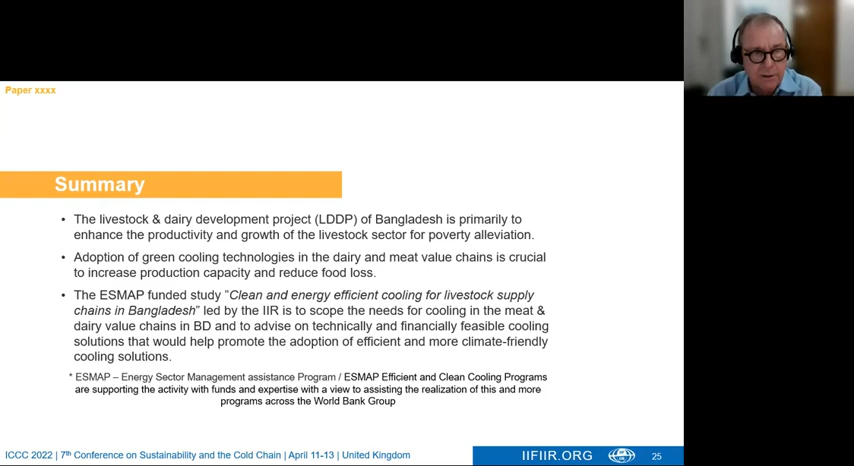 Paper xxxx
Summary
• The livestock & dairy development project (LDDP) of Bangladesh is primarily to
enhance the productivity and growth of the livestock sector for poverty alleviation.
• Adoption of green cooling technologies in the dairy and meat value chains is crucial
to increase production capacity and reduce food loss.
• The ESMAP funded study "Clean and energy efficient cooling for livestock supply
chains in Bangladesh" led by the IIR is to scope the needs for cooling in the meat &
dairy value chains in BD and to advise on technically and financially feasible cooling
solutions that would help promote the adoption of efficient and more climate-friendly
cooling solutions.
* ESMAP – Energy Sector Management assistance Program / ESMAP Efficient and Clean Cooling Programs
are supporting the activity with funds and expertise with a view to assisting the realization of this and more
programs across the World Bank Group
ICCC 2022 | 7th Conference on Sustainability and the Cold Chain | April 11-13 | United Kingdom
IIFIIR.ORG
25